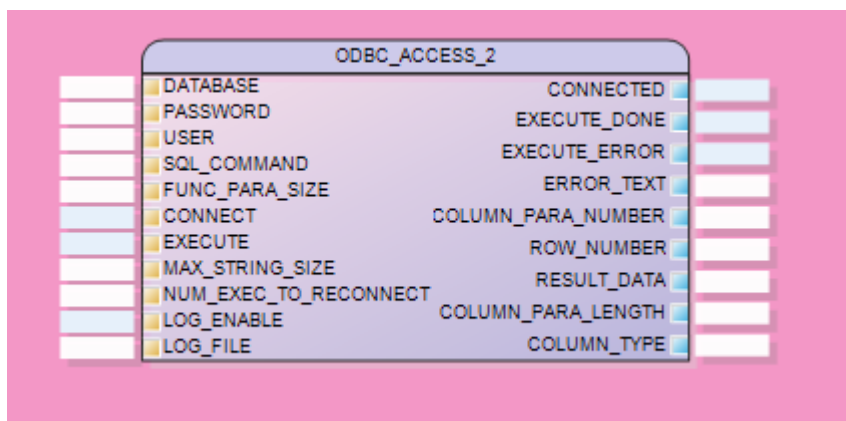 ODBC_ACCESS_2
DATABASE
PASSWORD
USER
SQL_COMMAND
FUNC_PARA_SIZE
CONNECT
EXECUTE
MAX_STRING_SIZE
NUM_EXEC_TO_RECONNECT
LOG_ENABLE
LOG_FILE
CONNECTED
EXECUTE_DONE
EXECUTE_ERROR
ERROR_TEXT
COLUMN_PARA_NUMBER
ROW_NUMBER
RESULT_DATA
COLUMN_PARA_LENGTH
COLUMN_TYPE